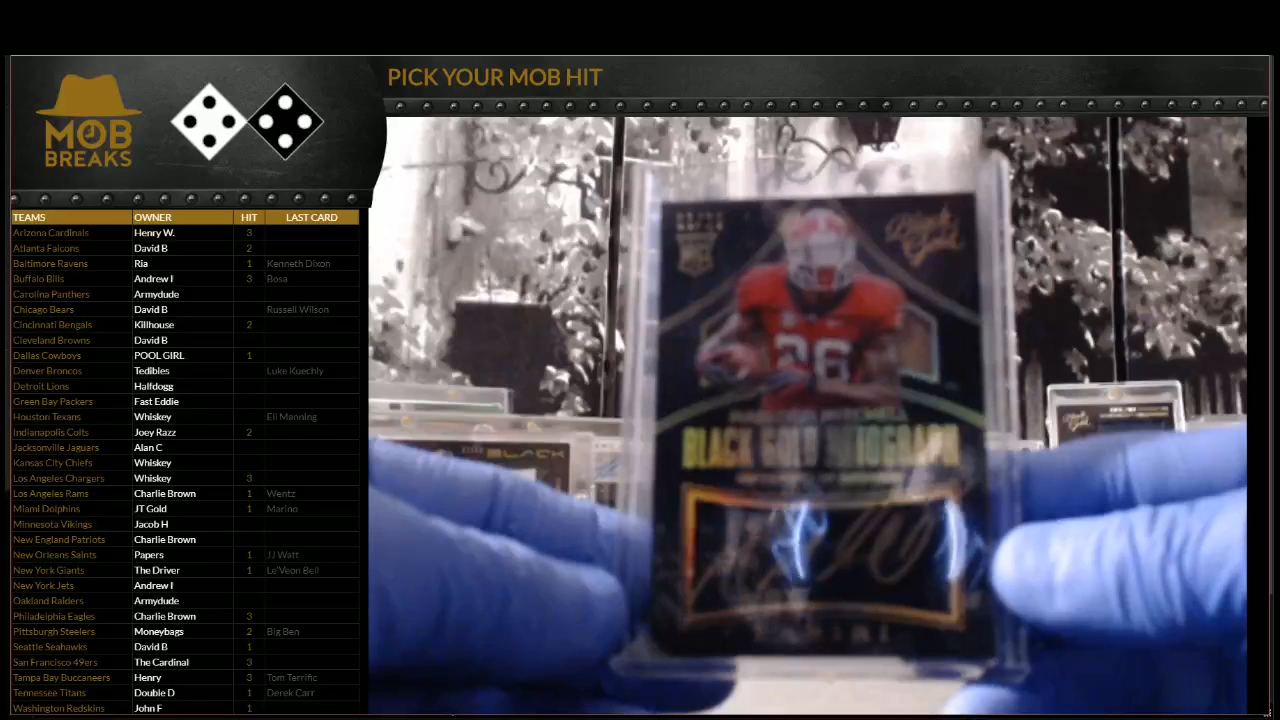 PICK YOUR MOB HIT
MOB
BREAKS
TEAMS OWNER HIT LAST CARD
Arizona Cardinals Henry W. 3
Atlanta Falcons David B 2
Baltimore Ravens Ria 1 Kenneth Dixon
Buffalo Bills Andrew I 3 Bosa
Carolina Panthers Armydude
Chicago Bears David B Russell Wilson
Cincinnati Bengals Killhouse 2
Cleveland Browns David B
Dallas Cowboys POOL GIRL 1
Denver Broncos Tedibles Luke Kuechly
Detroit Lions Halfdogg
Green Bay Packers Fast Eddie
Houston Texans Whiskey Eli Manning
Indianapolis Colts Joey Razz 2
Jacksonville Jaguars Alan C
Kansas City Chiefs Whiskey
Los Angeles Chargers Whiskey 3
Los Angeles Rams Charlie Brown 1 Wentz
Miami Dolphins JT Gold 1 Marino
Minnesota Vikings Jacob H
New England Patriots Charlie Brown
New Orleans Saints Papers 1 JJ Watt
New York Giants The Driver 1 Le'Veon Bell
New York Jets Andrew I
Oakland Raiders Armydude
Philadelphia Eagles Charlie Brown 3
Pittsburgh Steelers Moneybags 2 Big Ben
Seattle Seahawks David B 1
San Francisco 49ers The Cardinal 3
Tampa Bay Buccaneers Henry 3 Tom Terrific
Tennessee Titans Double D 1 Derek Carr
Washington Redskins John F 1
Black Gold
26
BLACK GOLD AUTOGRAPH
PANINI
BLACK